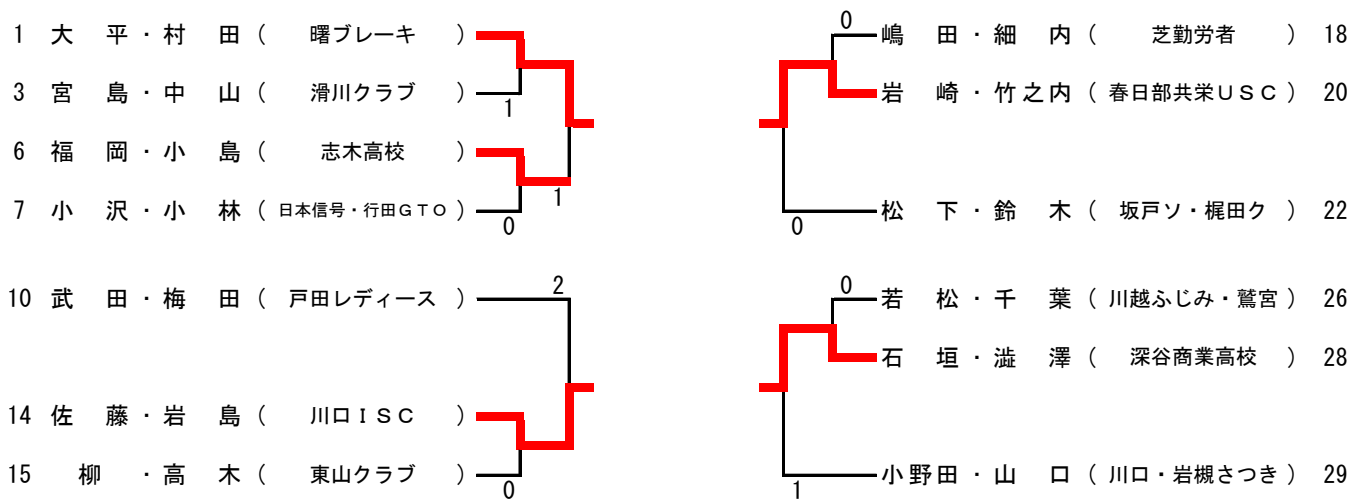 1 大 平・村 田 ( 曙ブレーキ )
1
3 宮 島・中 山 ( 滑川クラブ )
6 福 岡・小 島 ( 志木高校 )
1
7 小 沢・小 林 ( 日本信号・行田GTO )
0
10 武 田・梅 田 ( 戸田レディース )
2
14 佐 藤・岩 島 ( 川口ISC )
15 柳 ・高 木 ( 東山クラブ )
0
0
嶋 田・細 内 ( 芝勤労者 ) 18
岩 崎・竹之内 ( 春日部共栄USC ) 20
松 下・鈴 木 ( 坂戸ソ・梶田ク ) 22
0
0
若 松・千 葉 ( 川越ふじみ・鷲宮 ) 26
石 垣・澁 澤 ( 深谷商業高校 ) 28
小野田・山 口 ( 川口・岩槻さつき ) 29
1